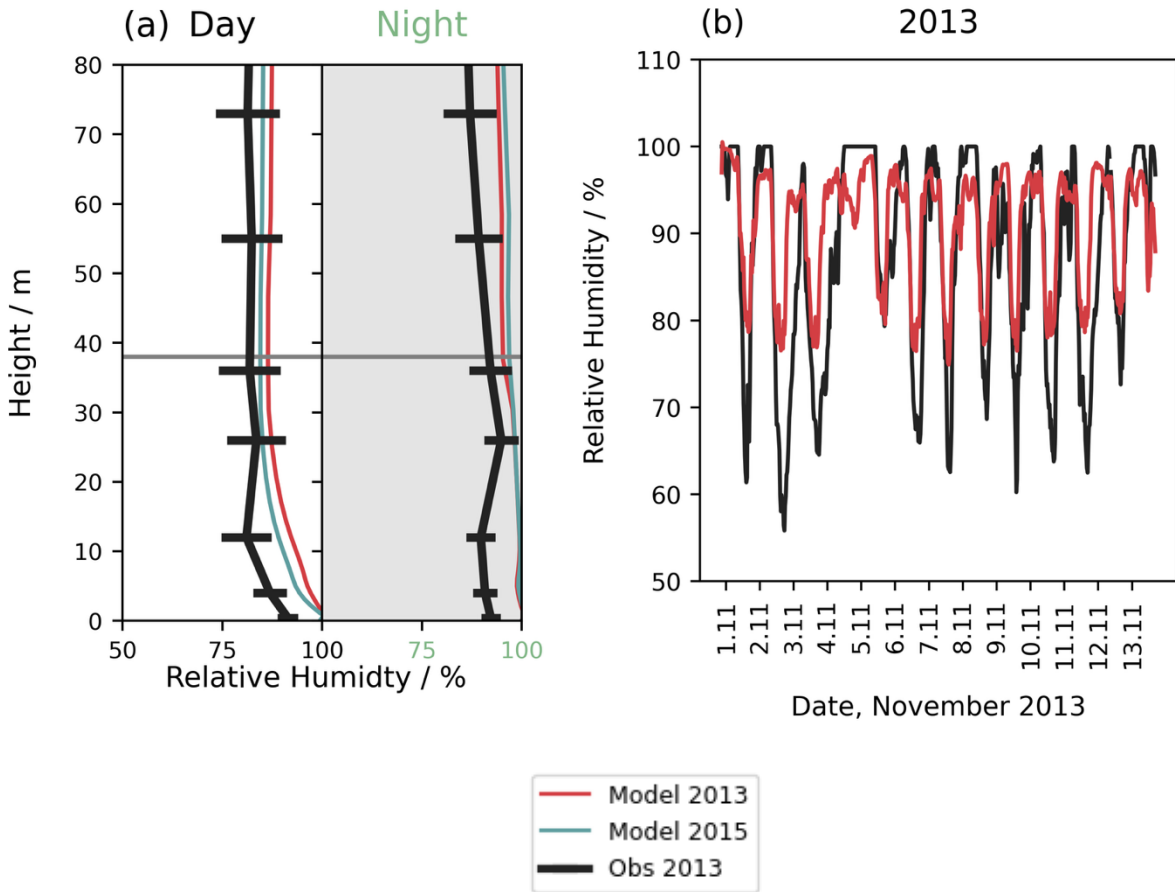 (a) Day Night
80
70
60
50
40
30
20
10
0
Height / m
50 75 100 75 100
Relative Humidty / %
(b) 2013
110
100
90
80
70
60
50
Relative Humidity / %
1.11 2.11 3.11 4.11 5.11 6.11 7.11 8.11 9.11 10.11 11.11 12.11 13.11
Date, November 2013
Model 2013
Model 2015
Obs 2013